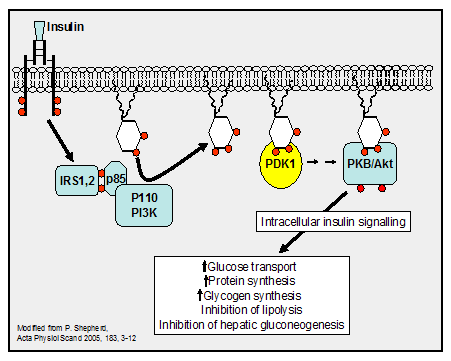 Insulin
IRS1,2
p85
P110
PI3K
PDK1
PKB/Akt
Intracellular insulin signalling
Glucose transport
Protein synthesis
Glycogen synthesis
Inhibition of lipolysis
Inhibition of hepatic gluconeogenesis
Modified from P. Shepherd,
Acta Physiol Scand 2005, 183, 3-12